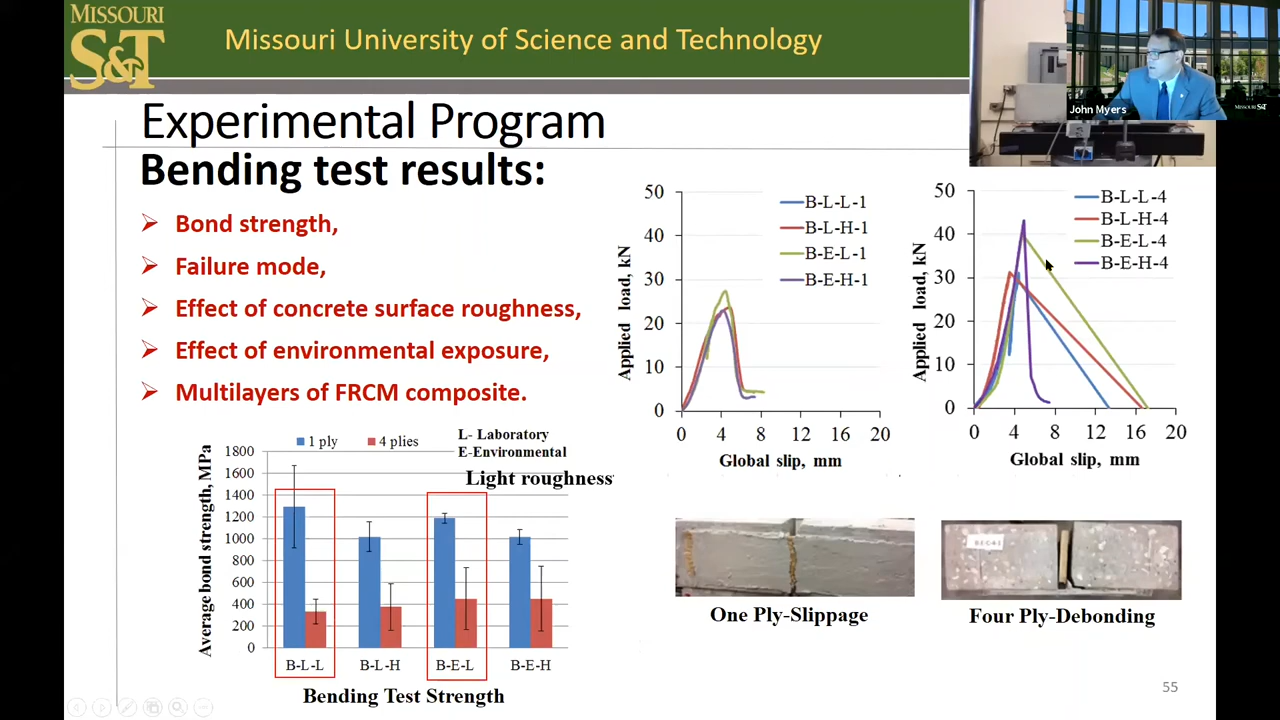 MISSOURI
S&T
Missouri University of Science and Technology
John Myers
MISSOURI S&T
Experimental Program
Bending test results:
Bond strength,
Failure mode,
Effect of concrete surface roughness,
Effect of environmental exposure,
Multilayers of FRCM composite.
50
40
30
20
10
0
0 4 8 12 16 20
Applied load, kN
Global slip, mm
B-L-L-1
B-L-H-1
B-E-L-1
B-E-H-1
50
40
30
20
10
0
0 4 8 12 16 20
Applied load, kN
Global slip, mm
B-L-L-4
B-L-H-4
B-E-L-4
B-E-H-4
1 ply 4 plies
L- Laboratory
E-Environmental
Light roughness
1800
1600
1400
1200
1000
800
600
400
200
0
Average bond strength, MPa
B-L-L B-L-H B-E-L B-E-H
Bending Test Strength
One Ply-Slippage
Four Ply-Debonding
55